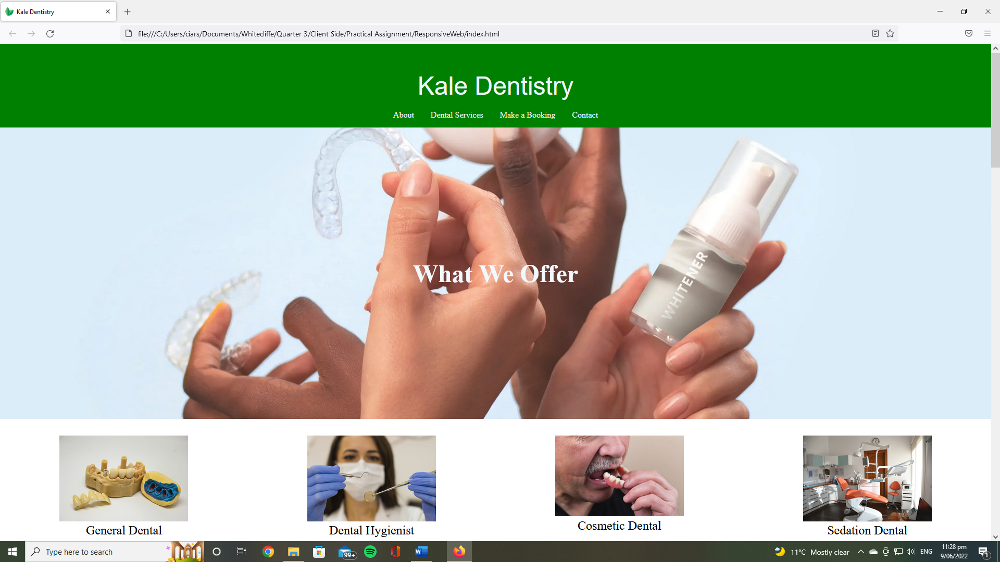 Kale Dentistry
file:///C:/Users/ciars/Documents/Whitecliffe/Quarter 3/Client Side/Practical Assignment/ResponsiveWeb/index.html
Kale Dentistry
About Dental Services Make a Booking Contact
What We Offer
WHITENER
General Dental
Dental Hygienist
Cosmetic Dental
Sedation Dental
Type here to search
99+
W
11°C Mostly clear
ENG
11:28 pm
9/06/2022
1